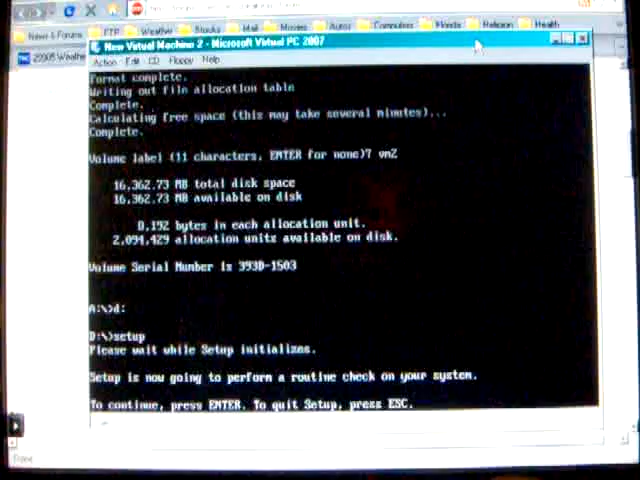 FTP Weather Stocks Mail Movies Autos Computers Florida Religion Health
News & Forums
22905 Weather
New Virtual Machine 2 - Microsoft Virtual PC 2007
Action Edit CD Floppy Help
Format complete.
Writing out file allocation table
Complete.
Calculating free space (this may take several minutes)...
Complete.
Volume label (11 characters, ENTER for none)? vm2
16,362.73 MB total disk space
16,362.73 MB available on disk
8,192 bytes in each allocation unit.
2,094,429 allocation units available on disk.
Volume Serial Number is 393D-1503
A:\>d:
D:\>setup
Please wait while Setup initializes.
Setup is now going to perform a routine check on your system.
To continue, press ENTER. To quit Setup, press ESC.
Done